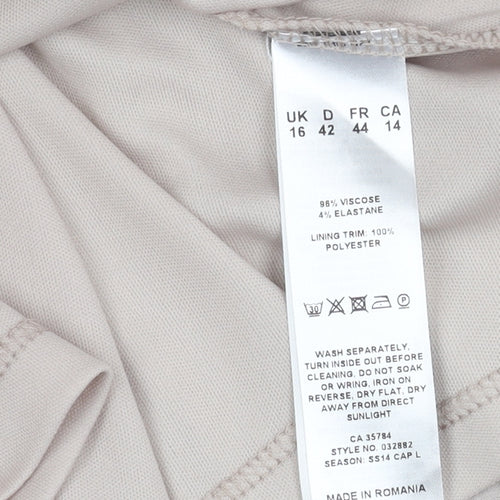 UK D FR CA
16 42 44 14
96% VISCOSE
4% ELASTANE
LINING TRIM: 100%
POLYESTER
30 P
WASH SEPARATELY,
TURN INSIDE OUT BEFORE
CLEANING, DO NOT SOAK
OR WRING, IRON ON
REVERSE, DRY FLAT, DRY
AWAY FROM DIRECT
SUNLIGHT
CA 35784
STYLE NO: 032882
SEASON: SS14 CAP L
MADE IN ROMANIA